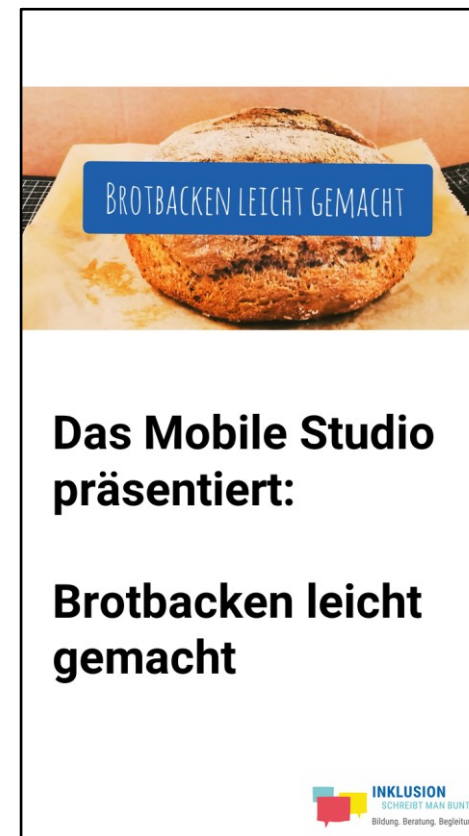 BROTBACKEN LEICHT GEMACHT
Das Mobile Studio
präsentiert:
Brotbacken leicht
gemacht
INKLUSION
SCHREIBT MAN BUNT
Bildung. Beratung. Begleitung